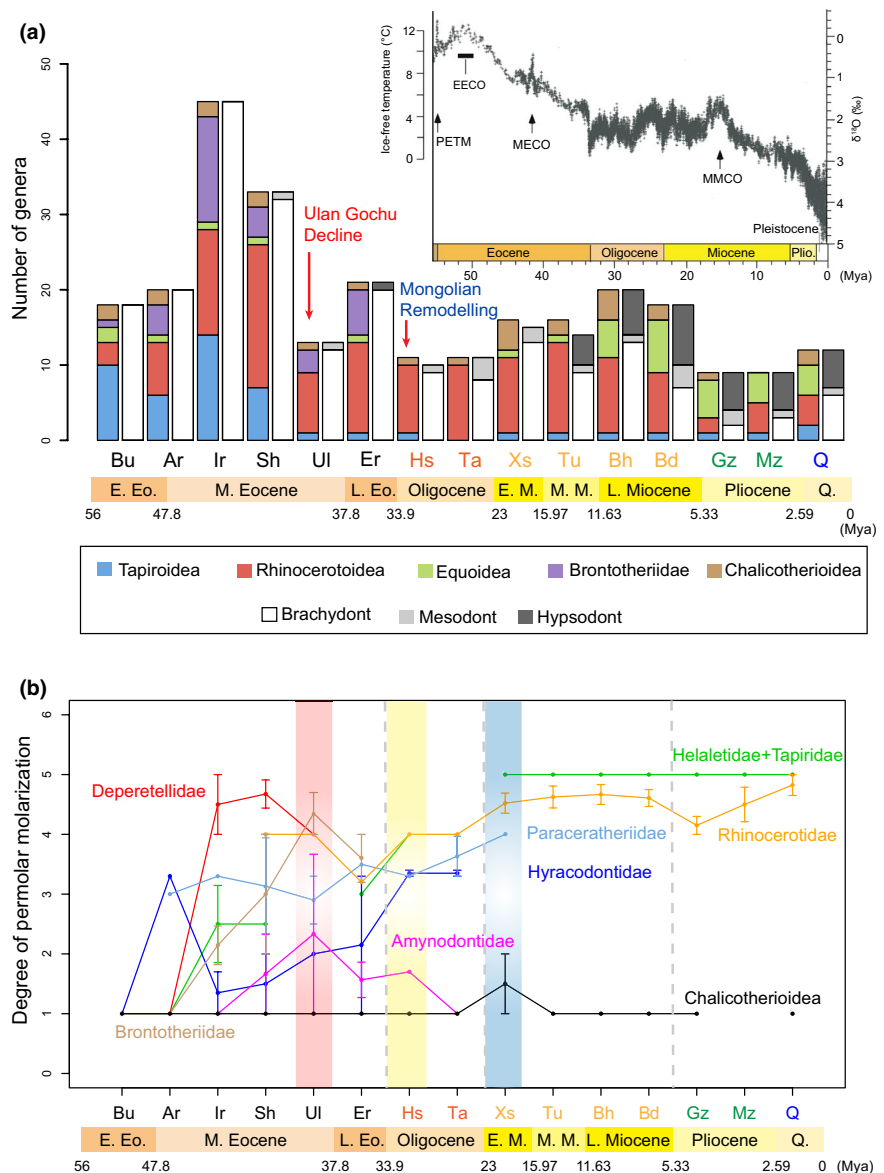 (a)
Number of genera
0 10 20 30 40 50
Ulan Gochu
Decline
Mongolian
Remodelling
Ice-free temperature (°C)
12
8
4
0
EECO
PETM
MECO
MMCO
Pleistocene
0
1
2
3
4
5
δ¹⁸O (‰)
Eocene Oligocene Miocene Plio.
50 40 30 20 10 0 (Mya)
Bu Ar Ir Sh Ul Er Hs Ta Xs Tu Bh Bd Gz Mz Q
E. Eo. M. Eocene L. Eo. Oligocene E. M. M. M. L. Miocene Pliocene Q.
56 47.8 37.8 33.9 23 15.97 11.63 5.33 2.59 0
(Mya)
Tapiroidea Rhinocerotoidea Equoidea Brontotheriidae Chalicotherioidea
Brachydont Mesodont Hypsodont
(b)
Degree of permolar molarization
6
5
4
3
2
1
0
Deperetellidae
Helaletidae+Tapiridae
Rhinocerotidae
Paraceratheriidae
Hyracodontidae
Amynodontidae
Chalicotherioidea
Brontotheriidae
Bu Ar Ir Sh Ul Er Hs Ta Xs Tu Bh Bd Gz Mz Q
E. Eo. M. Eocene L. Eo. Oligocene E. M. M. M. L. Miocene Pliocene Q.
56 47.8 37.8 33.9 23 15.97 11.63 5.33 2.59 0
(Mya)